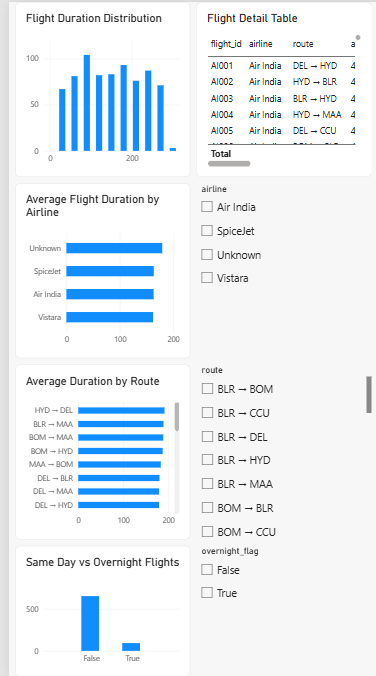 Flight Duration Distribution
100
50
0
0
200
Flight Detail Table
flight_id airline route a
AI001 Air India DEL → HYD 4
AI002 Air India HYD → BLR 4
AI003 Air India BLR → HYD 4
AI004 Air India HYD → MAA 4
AI005 Air India DEL → CCU 4
Total
Average Flight Duration by
Airline
Unknown
SpiceJet
Air India
Vistara
0 100 200
airline
Air India
SpiceJet
Unknown
Vistara
Average Duration by Route
HYD → DEL
BLR → MAA
BOM → MAA
BOM → HYD
MAA → BOM
DEL → BLR
DEL → MAA
DEL → HYD
0 100 200
route
BLR → BOM
BLR → CCU
BLR → DEL
BLR → HYD
BLR → MAA
BOM → BLR
BOM → CCU
overnight_flag
False
True
Same Day vs Overnight Flights
500
0
False True